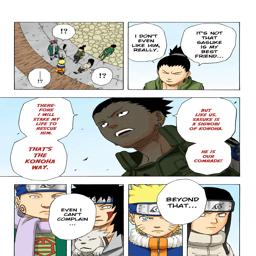 IT'S NOT
THAT
SASUKE
IS MY
BEST
FRIEND...
I DON'T
EVEN LIKE
HIM,
REALLY.
!?
!?
!?
BUT LIKE
US,
SASUKE IS
A SHINOBI
OF KONOHA.
HE IS
OUR
COMRADE!
THERE-
FORE
I WILL
STAKE MY
LIFE TO
RESCUE
HIM.
THAT'S
THE
KONOHA
WAY.
BEYOND
THAT...
EVEN I
CAN'T
COMPLAIN
...